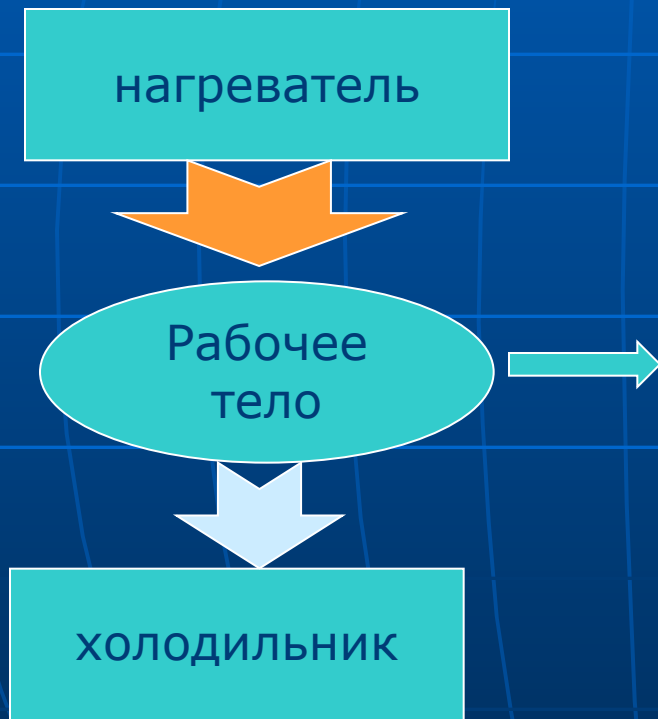 нагреватель
Рабочее
тело
холодильник